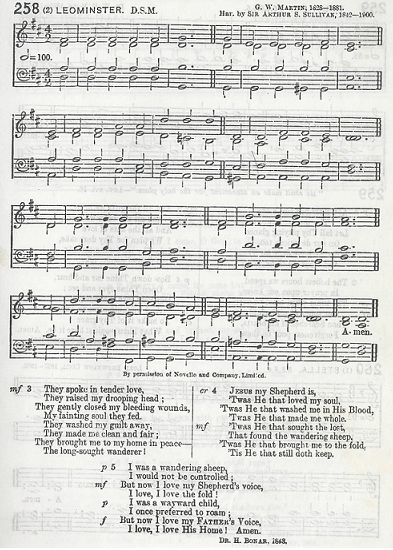 258 (2) LEOMINSTER. D.S.M.
G. W. MARTIN, 1828—1881.
Har. by SIR ARTHUR S. SULLIVAN, 1842—1900.
=100.
A- men.
By permission of Novello and Company, Limited.
mf 3 They spoke in tender love,
They raised my drooping head;
They gently closed my bleeding wounds,
My fainting soul they fed.
They washed my guilt away,
They made me clean and fair;
They brought me to my home in peace—
The long-sought wanderer!
cr 4 JESUS my Shepherd is,
'Twas He that loved my soul,
'Twas He that washed me in His Blood,
'Twas He that made me whole.
mf 'Twas He that sought the lost,
That found the wandering sheep,
'Twas He that brought me to the fold,
'Tis He that still doth keep.
p 5 I was a wandering sheep,
I would not be controlled;
mf But now I love my Shepherd's voice,
I love, I love the fold!
p I was a wayward child,
I once preferred to roam;
f But now I love my FATHER'S Voice,
I love, I love His Home! Amen.
DR. H. BONAR, 1843.